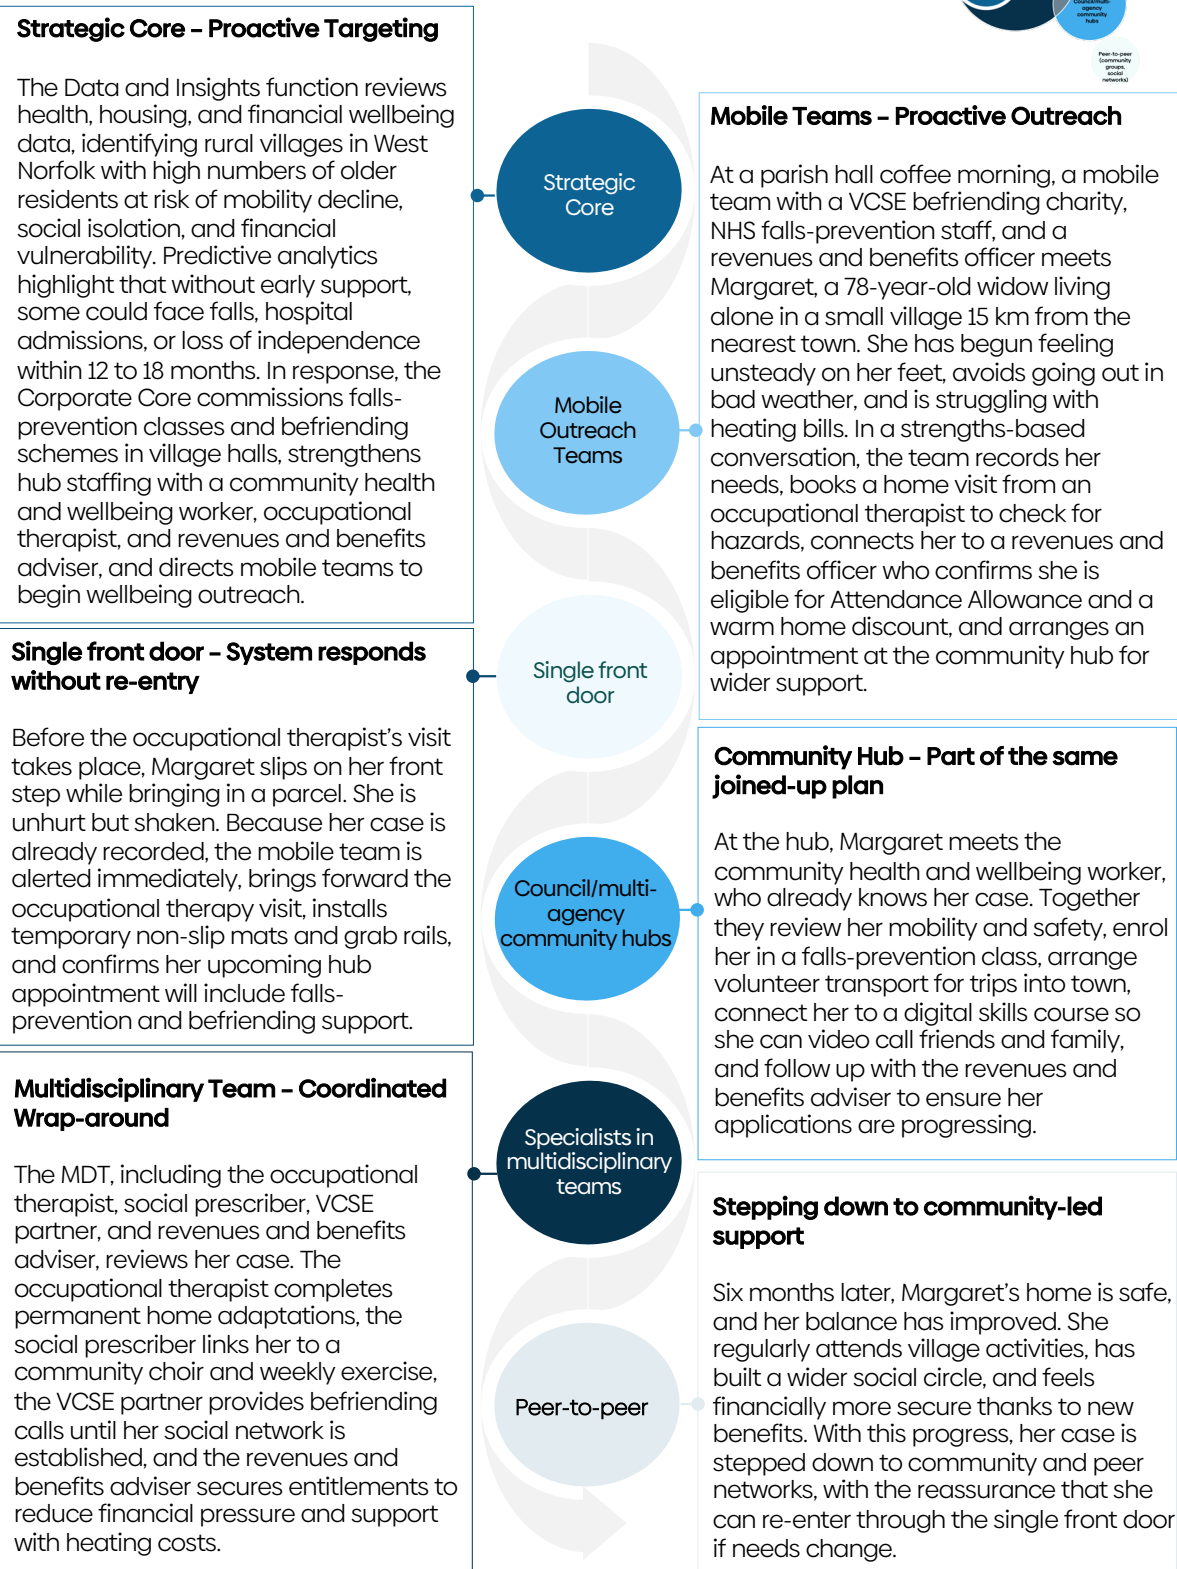 Council/multi-
agency
community
hubs
Peer-to-peer
(community
groups,
social
networks)
Strategic Core – Proactive Targeting
The Data and Insights function reviews
health, housing, and financial wellbeing
data, identifying rural villages in West
Norfolk with high numbers of older
residents at risk of mobility decline,
social isolation, and financial
vulnerability. Predictive analytics
highlight that without early support,
some could face falls, hospital
admissions, or loss of independence
within 12 to 18 months. In response, the
Corporate Core commissions falls-
prevention classes and befriending
schemes in village halls, strengthens
hub staffing with a community health
and wellbeing worker, occupational
therapist, and revenues and benefits
adviser, and directs mobile teams to
begin wellbeing outreach.
Strategic
Core
Mobile Teams – Proactive Outreach
At a parish hall coffee morning, a mobile
team with a VCSE befriending charity,
NHS falls-prevention staff, and a
revenues and benefits officer meets
Margaret, a 78-year-old widow living
alone in a small village 15 km from the
nearest town. She has begun feeling
unsteady on her feet, avoids going out in
bad weather, and is struggling with
heating bills. In a strengths-based
conversation, the team records her
needs, books a home visit from an
occupational therapist to check for
hazards, connects her to a revenues and
benefits officer who confirms she is
eligible for Attendance Allowance and a
warm home discount, and arranges an
appointment at the community hub for
wider support.
Mobile
Outreach
Teams
Single front door – System responds
without re-entry
Before the occupational therapist’s visit
takes place, Margaret slips on her front
step while bringing in a parcel. She is
unhurt but shaken. Because her case is
already recorded, the mobile team is
alerted immediately, brings forward the
occupational therapy visit, installs
temporary non-slip mats and grab rails,
and confirms her upcoming hub
appointment will include falls-
prevention and befriending support.
Single front
door
Community Hub – Part of the same
joined-up plan
At the hub, Margaret meets the
community health and wellbeing worker,
who already knows her case. Together
they review her mobility and safety, enrol
her in a falls-prevention class, arrange
volunteer transport for trips into town,
connect her to a digital skills course so
she can video call friends and family,
and follow up with the revenues and
benefits adviser to ensure her
applications are progressing.
Council/multi-
agency
community hubs
Multidisciplinary Team – Coordinated
Wrap-around
The MDT, including the occupational
therapist, social prescriber, VCSE
partner, and revenues and benefits
adviser, reviews her case. The
occupational therapist completes
permanent home adaptations, the
social prescriber links her to a
community choir and weekly exercise,
the VCSE partner provides befriending
calls until her social network is
established, and the revenues and
benefits adviser secures entitlements to
reduce financial pressure and support
with heating costs.
Specialists in
multidisciplinary
teams
Stepping down to community-led
support
Six months later, Margaret’s home is safe,
and her balance has improved. She
regularly attends village activities, has
built a wider social circle, and feels
financially more secure thanks to new
benefits. With this progress, her case is
stepped down to community and peer
networks, with the reassurance that she
can re-enter through the single front door
if needs change.
Peer-to-peer